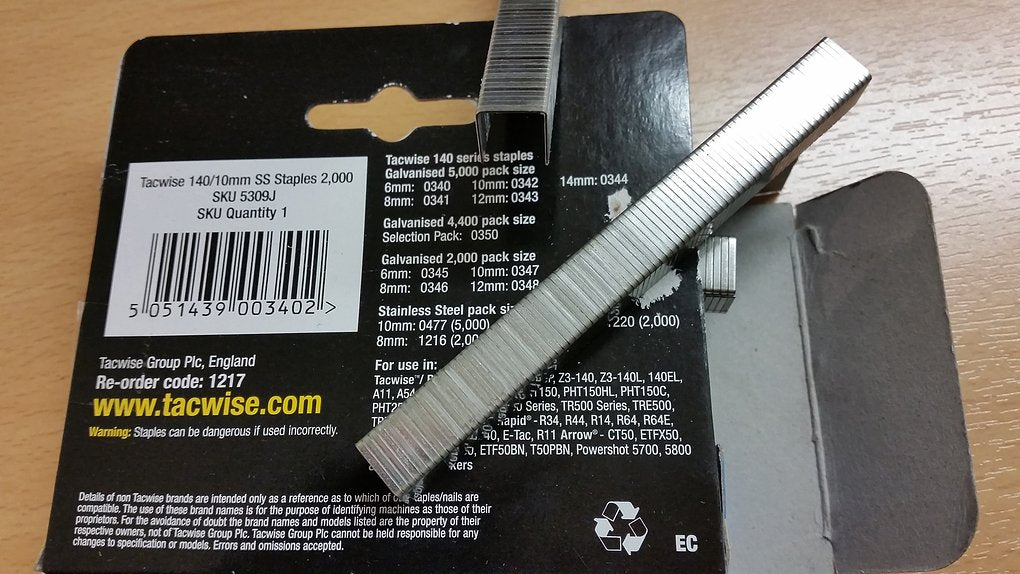 Tacwise 140/10mm SS Staples 2,000
SKU 5309J
SKU Quantity 1
5 051439 003402 >
Tacwise Group Plc, England
Re-order code: 1217
www.tacwise.com
Warning: Staples can be dangerous if used incorrectly.
Tacwise 140 series staples
Galvanised 5,000 pack size
6mm: 0340 10mm: 0342 14mm: 0344
8mm: 0341 12mm: 0343
Galvanised 4,400 pack size
Selection Pack: 0350
Galvanised 2,000 pack size
6mm: 0345 10mm: 0347
8mm: 0346 12mm: 0348
Stainless Steel pack
10mm: 0477 (5,000) (2,000)
8mm: 1216
For use in:
Tacwise™/ Z3-140, Z3-140L, 140EL,
A11, PHT150HL, PHT150C,
Series, TR500 Series, TRE500,
R34, R44, R14, R64, R64E,
E-Tac, R11 Arrow® - CT50, ETFX50,
ETF50BN, T50PBN, Powershot 5700, 5800
Details of non Tacwise brands are intended only as a reference as to which of staples/nails are
compatible. The use of these brand names is for the purpose of identifying machines as those of their
proprietors. For the avoidance of doubt the brand names and models listed are the property of their
respective owners, not of Tacwise Group Plc. Tacwise Group Plc cannot be held responsible for any
changes to specification or models. Errors and omissions accepted.
EC